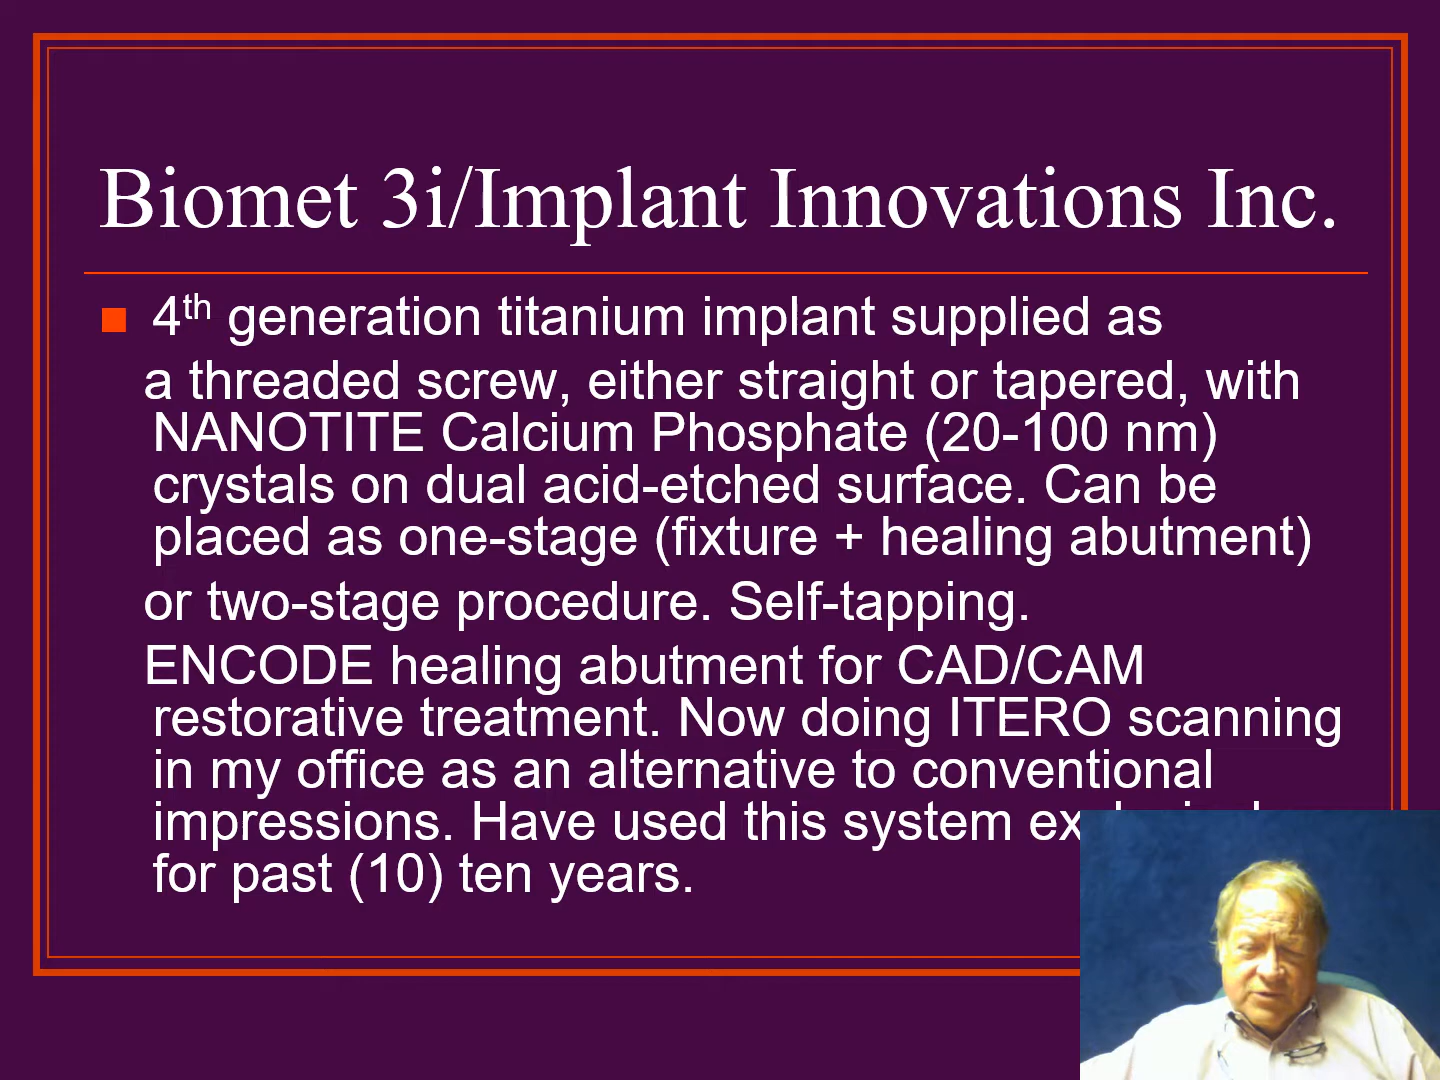 Biomet 3i/Implant Innovations Inc.
4th generation titanium implant supplied as
a threaded screw, either straight or tapered, with
NANOTITE Calcium Phosphate (20-100 nm)
crystals on dual acid-etched surface. Can be
placed as one-stage (fixture + healing abutment)
or two-stage procedure. Self-tapping.
ENCODE healing abutment for CAD/CAM
restorative treatment. Now doing ITERO scanning
in my office as an alternative to conventional
impressions. Have used this system
for past (10) ten years.